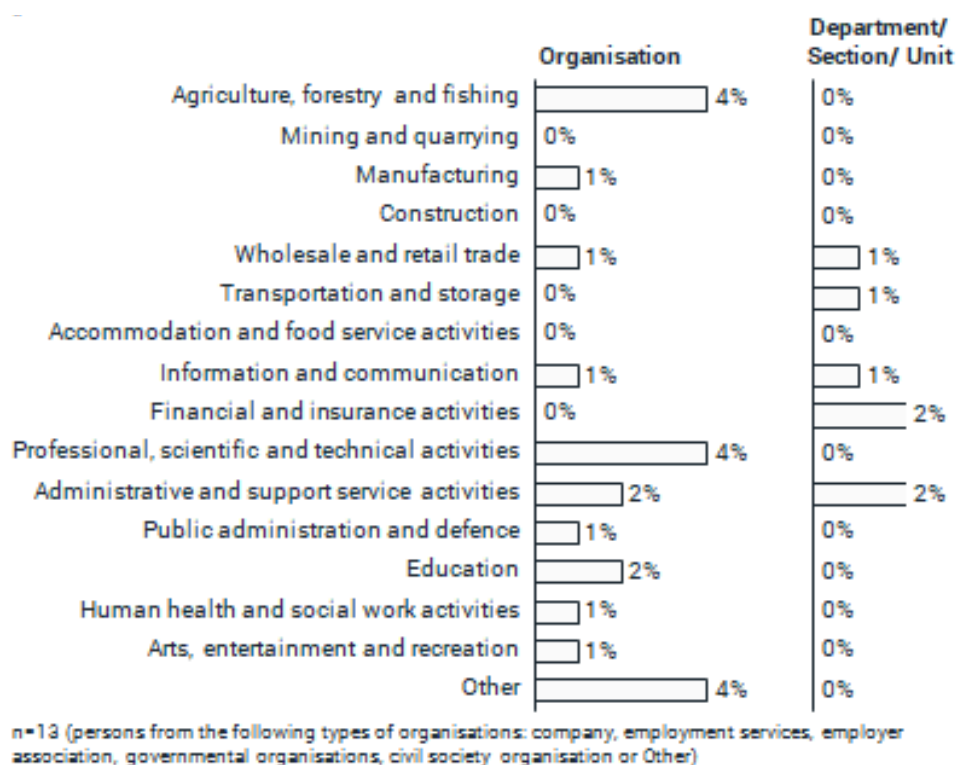 Department/
Organisation Section/ Unit
Agriculture, forestry and fishing 4% 0%
Mining and quarrying 0% 0%
Manufacturing 1% 0%
Construction 0% 0%
Wholesale and retail trade 1% 1%
Transportation and storage 0% 1%
Accommodation and food service activities 0% 0%
Information and communication 1% 1%
Financial and insurance activities 0% 2%
Professional, scientific and technical activities 4% 0%
Administrative and support service activities 2% 2%
Public administration and defence 1% 0%
Education 2% 0%
Human health and social work activities 1% 0%
Arts, entertainment and recreation 1% 0%
Other 4% 0%
n=13 (persons from the following types of organisations: company, employment services, employer
association, governmental organisations, civil society organisation or Other)